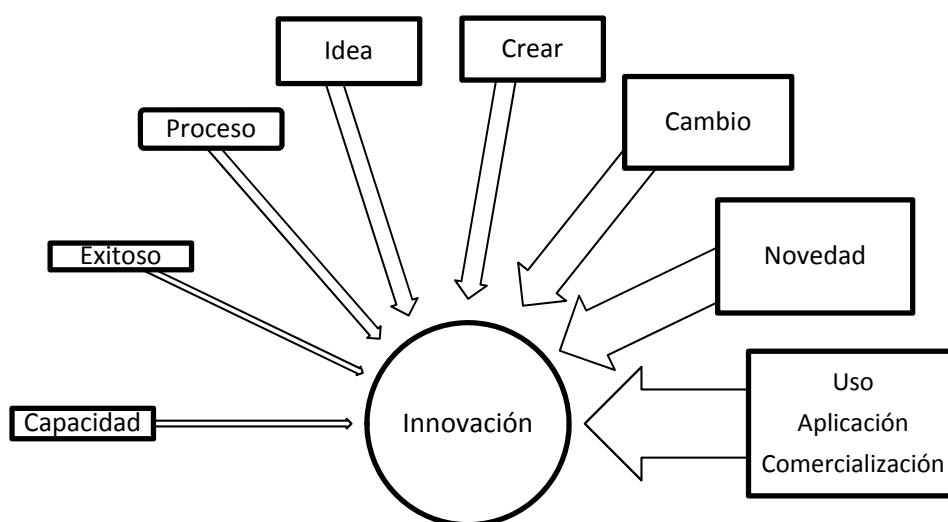 Idea
Crear
Cambio
Proceso
Novedad
Exitoso
Uso
Aplicación
Comercialización
Capacidad
Innovación